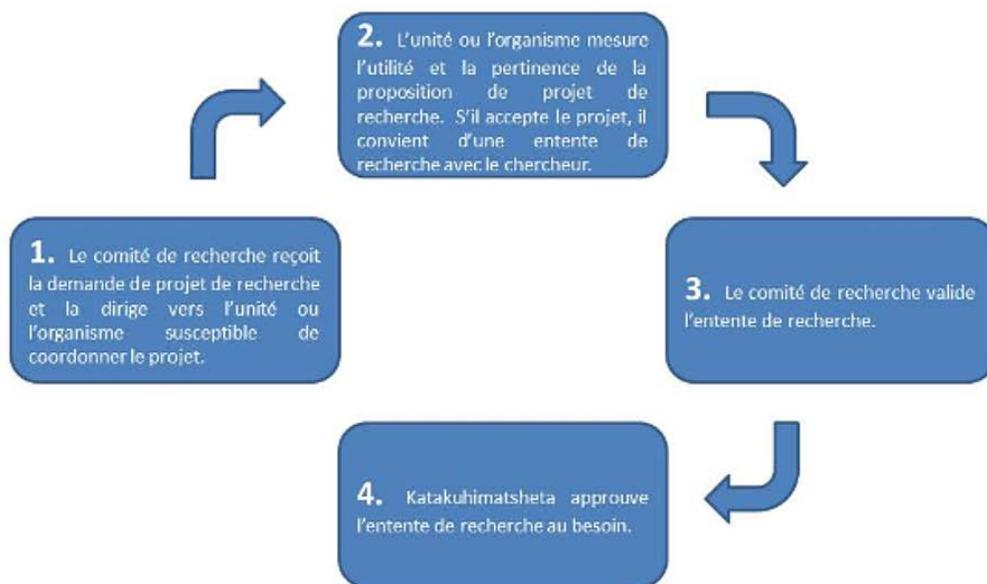 1. Le comité de recherche reçoit
la demande de projet de recherche
et la dirige vers l'unité ou
l'organisme susceptible de
coordonner le projet.
2. L'unité ou l'organisme mesure
l'utilité et la pertinence de la
proposition de projet de
recherche. S'il accepte le projet, il
convient d'une entente de
recherche avec le chercheur.
3. Le comité de recherche valide
l'entente de recherche.
4. Katakuhimatsheta approuve
l'entente de recherche au besoin.